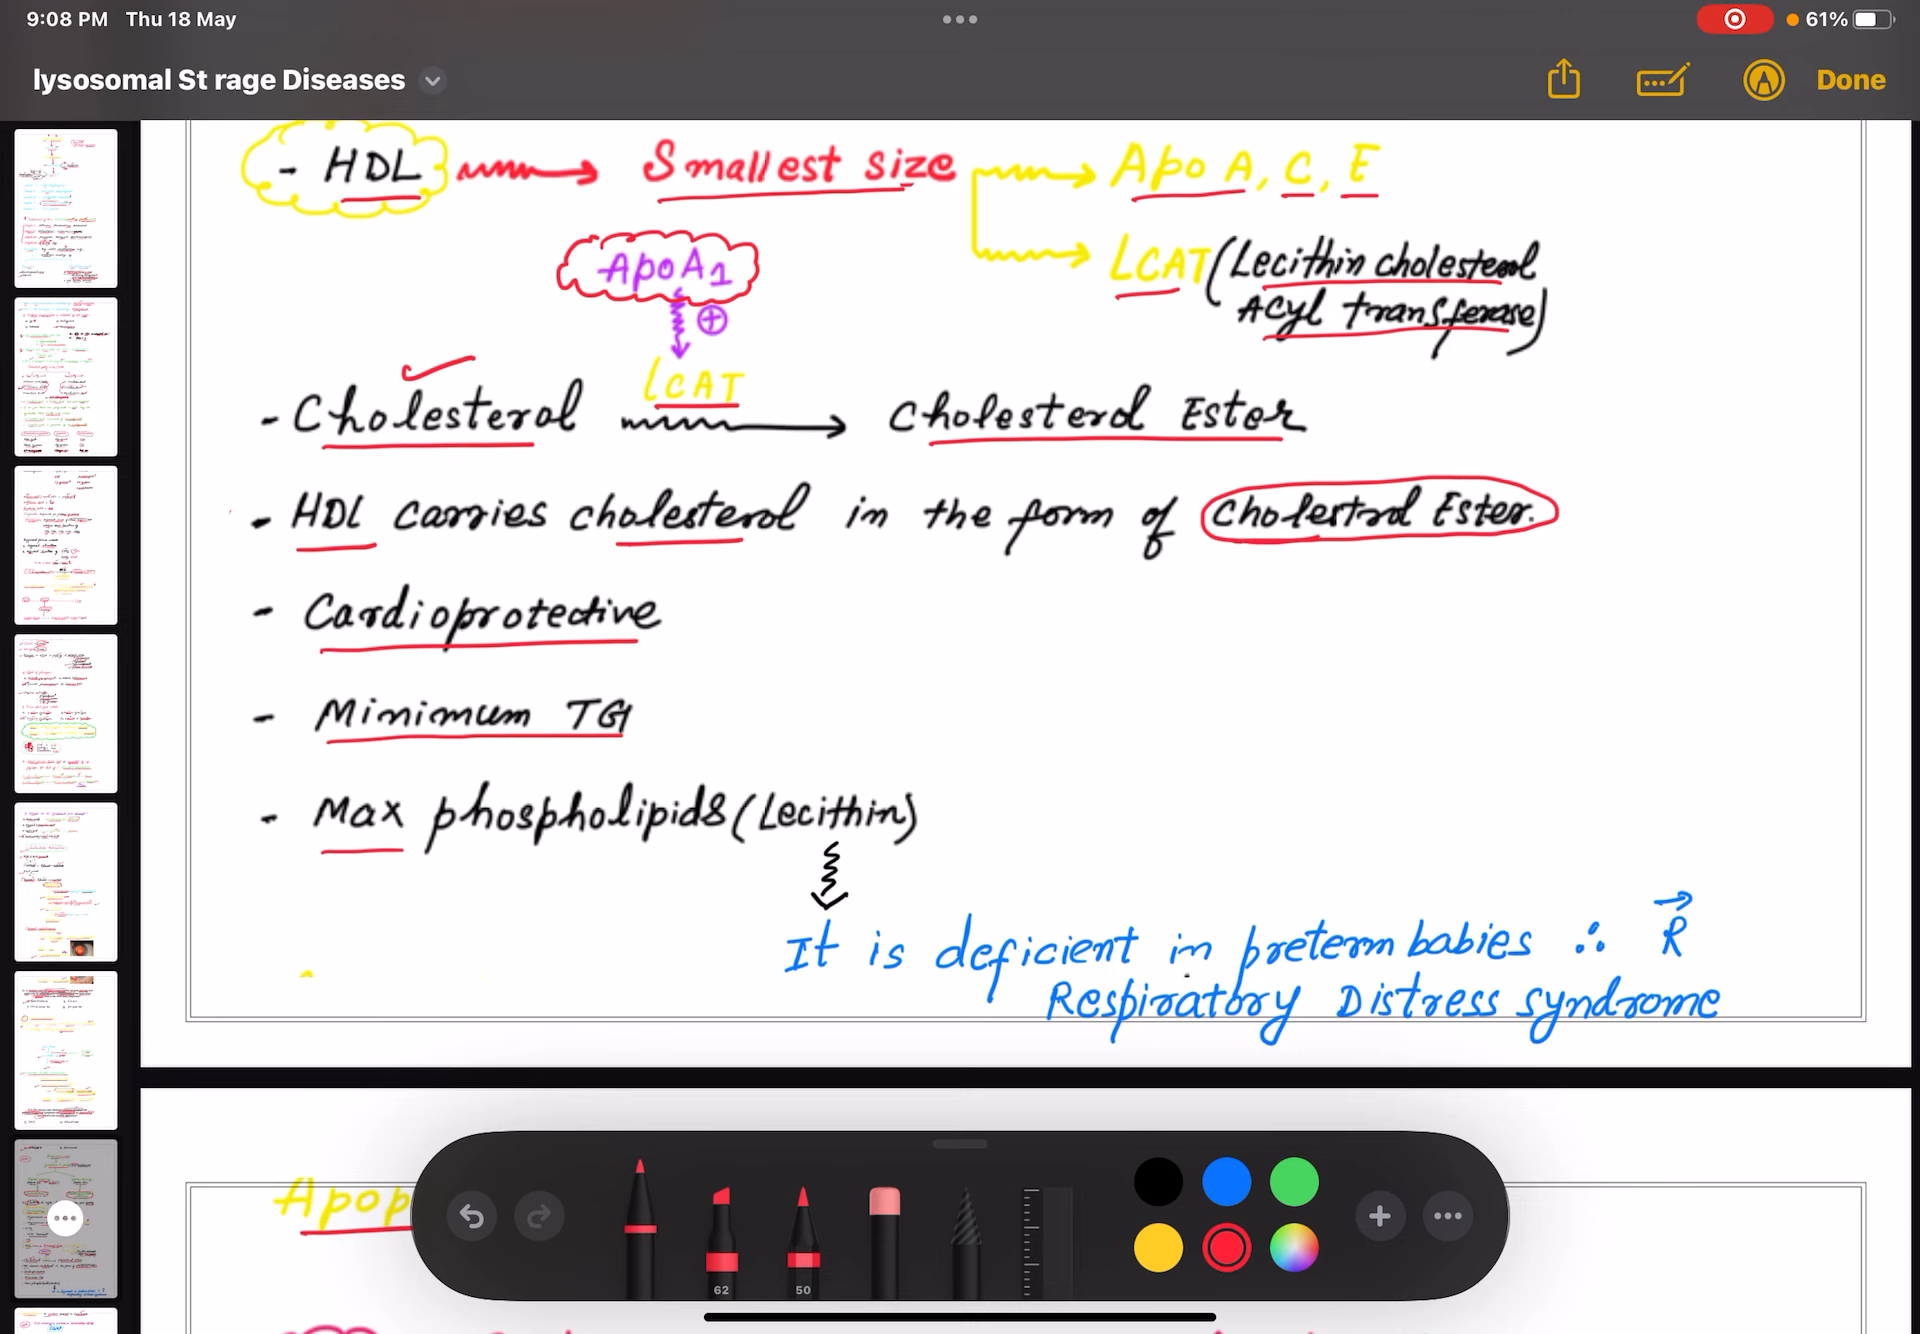 9:08 PM Thu 18 May
61%
lysosomal St rage Diseases
Done
- HDL Smallest size Apo A, C, E
ApoA1 LCAT (Lecithin cholesterol
Acyl transferase)
+
LCAT
- Cholesterol Cholesterol Ester
- HDL carries cholesterol in the form of Cholestrol Ester.
- Cardioprotective
- Minimum TG
- Max phospholipids (Lecithin)
It is deficient in preterm babies ∴ R
Respiratory Distress syndrome
Apop
62 50